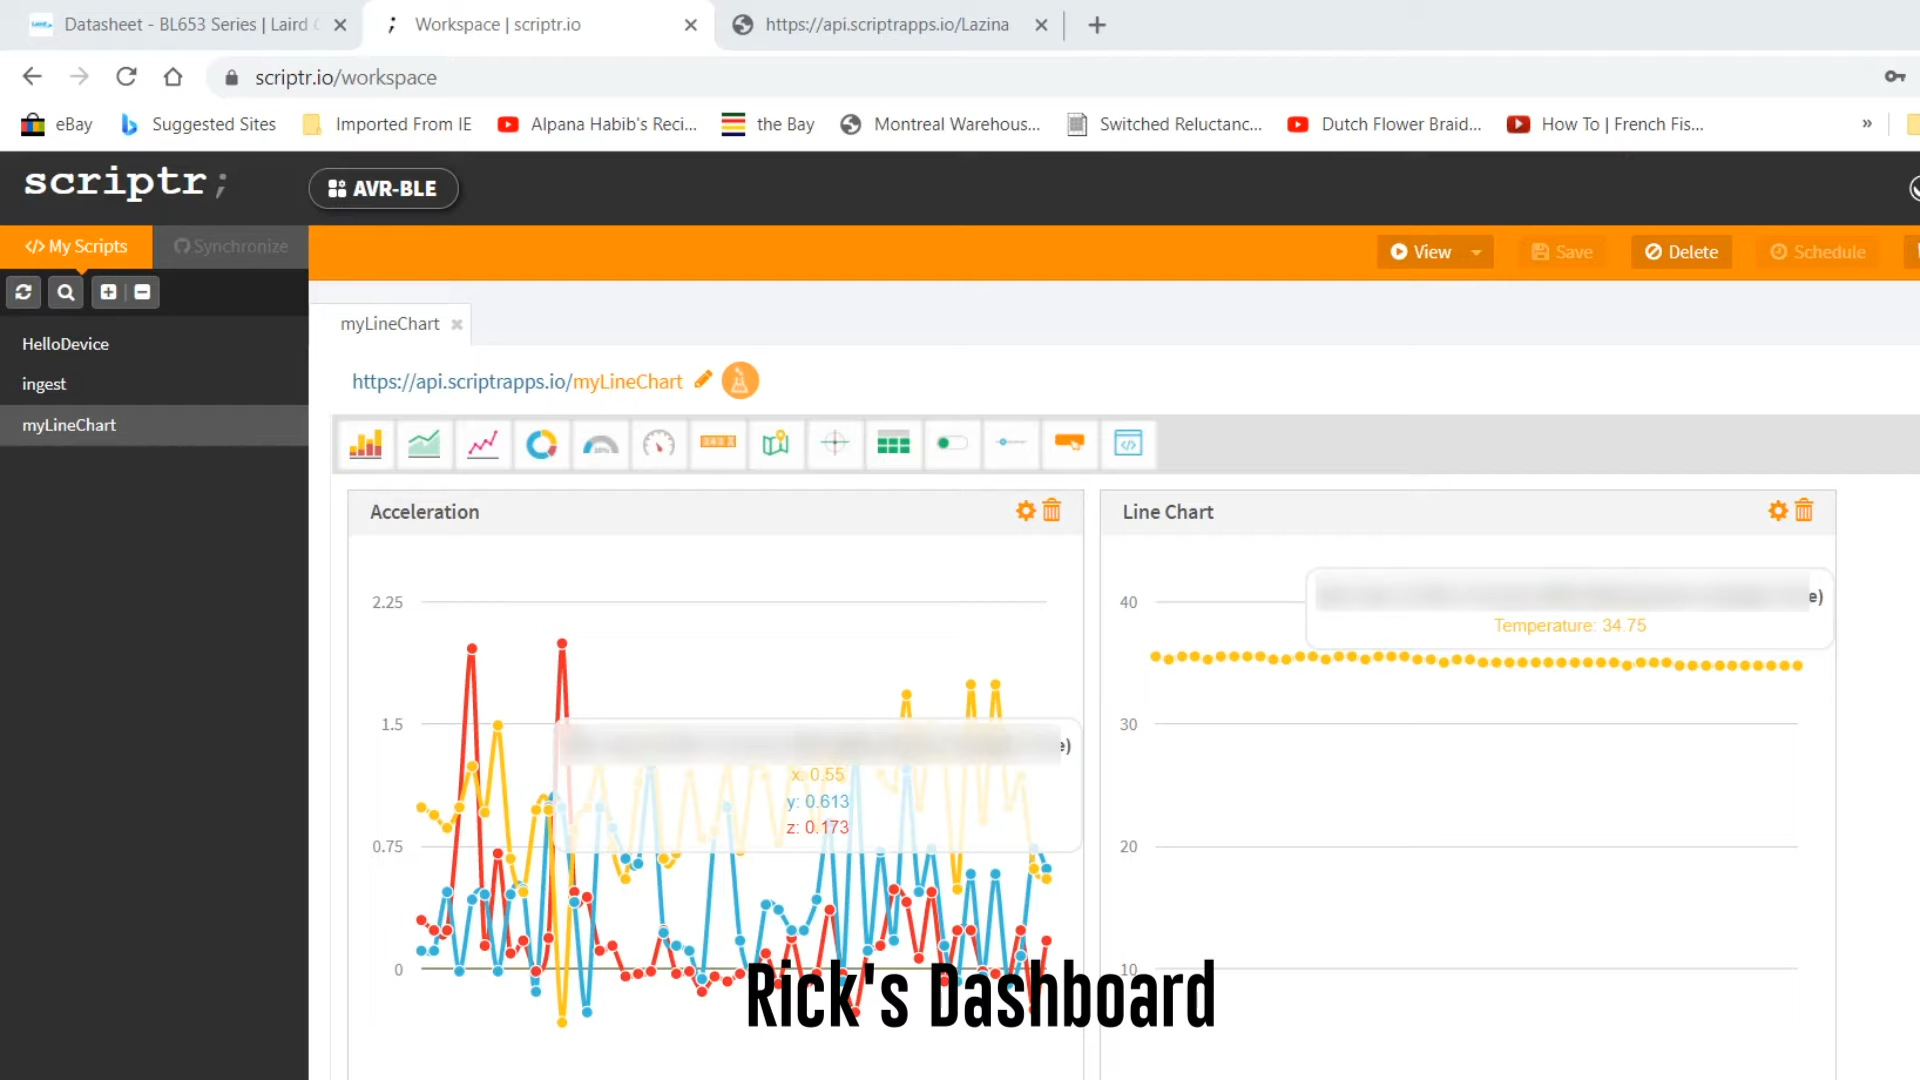 Datasheet - BL653 Series | Laird
Workspace | scriptr.io
https://api.scriptrapps.io/Lazina
scriptr.io/workspace
eBay
Suggested Sites
Imported From IE
Alpana Habib's Reci...
the Bay
Montreal Warehous...
Switched Reluctanc...
Dutch Flower Braid...
How To | French Fis...
»
scriptr;
AVR-BLE
</> My Scripts
Synchronize
View
Save
Delete
Schedule
HelloDevice
ingest
myLineChart
myLineChart
https://api.scriptrapps.io/myLineChart
Acceleration
Line Chart
2.25
1.5
0.75
0
e)
x: 0.55
y: 0.613
z: 0.173
40
30
20
10
e)
Temperature: 34.75
Rick's Dashboard